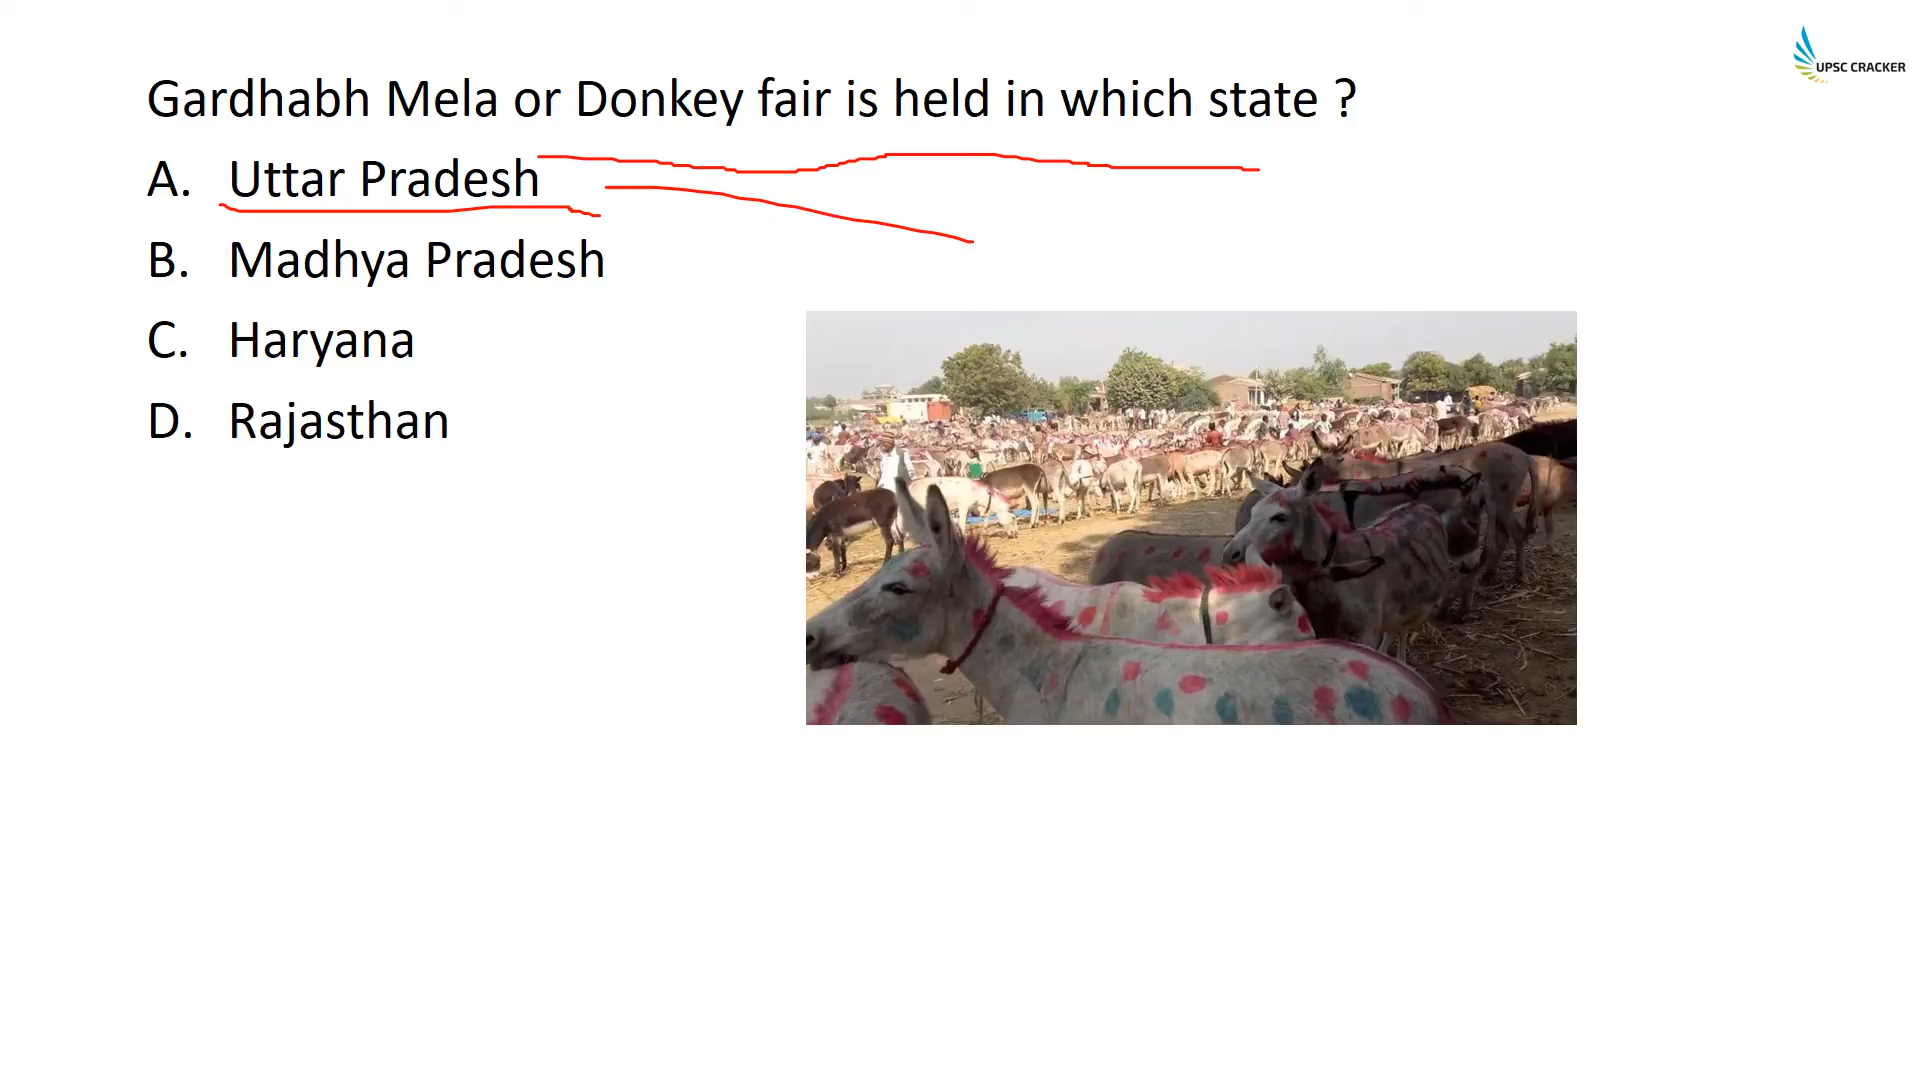 UPSC CRACKER
Gardhabh Mela or Donkey fair is held in which state ?
A. Uttar Pradesh
B. Madhya Pradesh
C. Haryana
D. Rajasthan